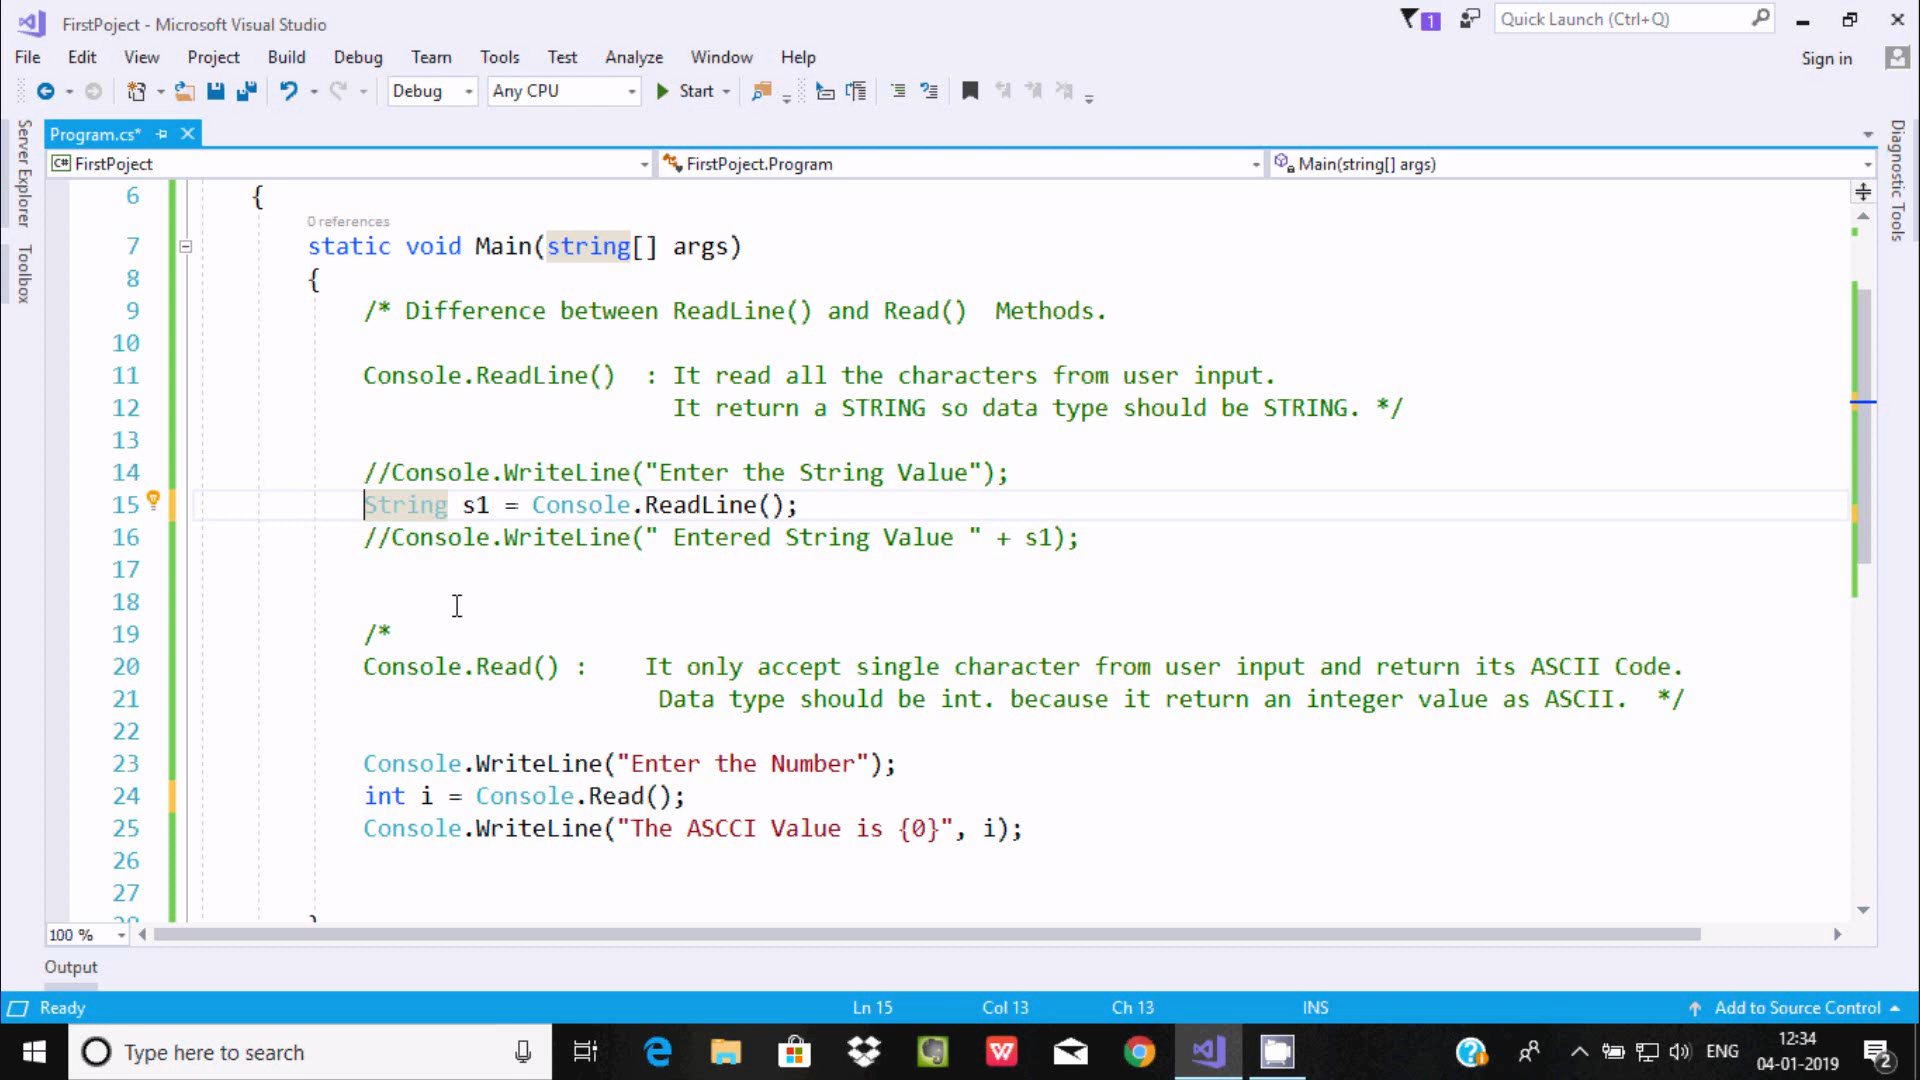 FirstPoject - Microsoft Visual Studio
1
Quick Launch (Ctrl+Q)
File Edit View Project Build Debug Team Tools Test Analyze Window Help
Sign in
Debug Any CPU Start
Server Explorer
Toolbox
Program.cs*
Diagnostic Tools
C# FirstPoject
FirstPoject.Program
Main(string[] args)
6 {
0 references
7 static void Main(string[] args)
8 {
9 /* Difference between ReadLine() and Read()  Methods.
10
11 Console.ReadLine()  : It read all the characters from user input.
12 It return a STRING so data type should be STRING. */
13
14 //Console.WriteLine("Enter the String Value");
15 String s1 = Console.ReadLine();
16 //Console.WriteLine(" Entered String Value " + s1);
17
18
19 /*
20 Console.Read() :    It only accept single character from user input and return its ASCII Code.
21 Data type should be int. because it return an integer value as ASCII.  */
22
23 Console.WriteLine("Enter the Number");
24 int i = Console.Read();
25 Console.WriteLine("The ASCCI Value is {0}", i);
26
27
28 }
100 %
Output
Ready
Ln 15
Col 13
Ch 13
INS
Add to Source Control
Type here to search
ENG
12:34
04-01-2019
2